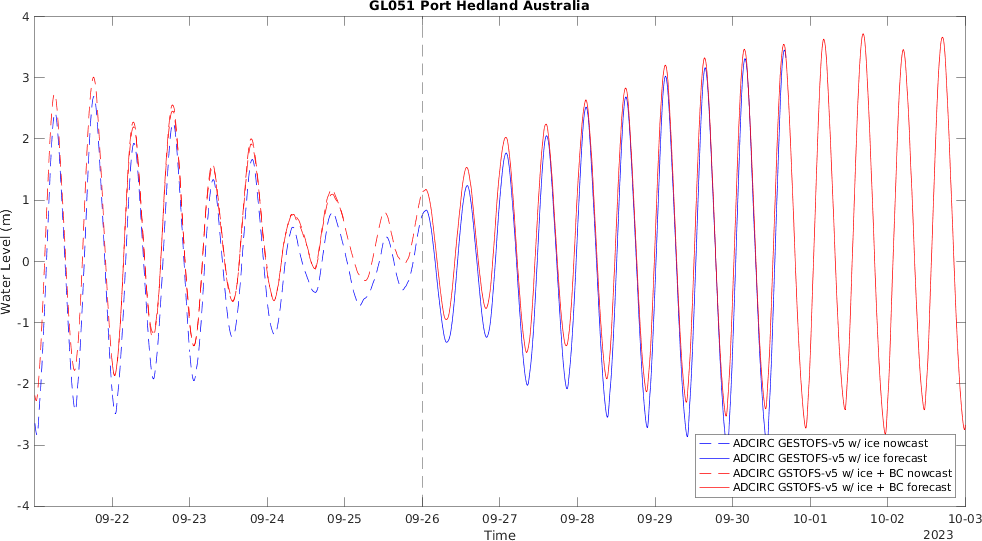 GL051 Port Hedland Australia
4
3
2
1
0
-1
-2
-3
-4
Water Level (m)
09-22 09-23 09-24 09-25 09-26 09-27 09-28 09-29 09-30 10-01 10-02 10-03
Time
2023
ADCIRC GESTOFS-v5 w/ ice nowcast
ADCIRC GESTOFS-v5 w/ ice forecast
ADCIRC GSTOFS-v5 w/ ice + BC nowcast
ADCIRC GSTOFS-v5 w/ ice + BC forecast